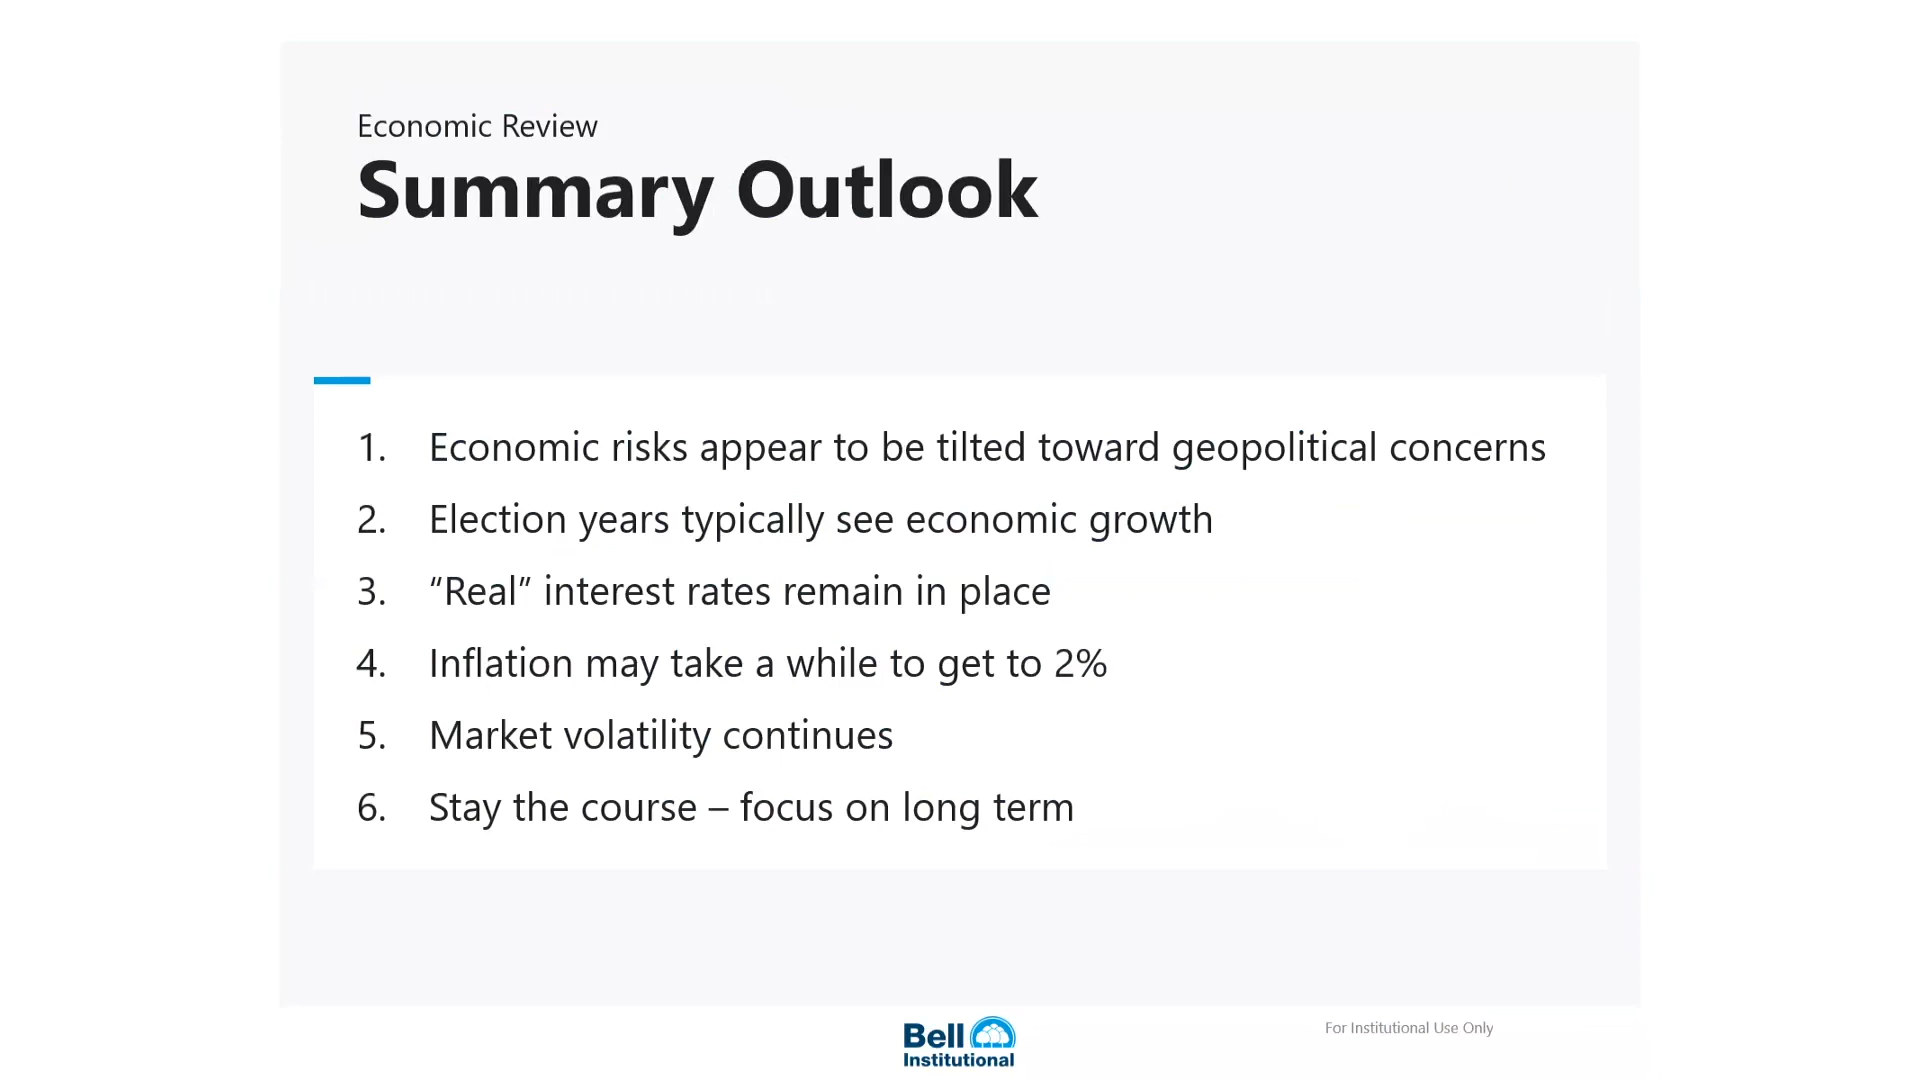 Economic Review
Summary Outlook
1. Economic risks appear to be tilted toward geopolitical concerns
2. Election years typically see economic growth
3. “Real” interest rates remain in place
4. Inflation may take a while to get to 2%
5. Market volatility continues
6. Stay the course – focus on long term
Bell
Institutional
For Institutional Use Only